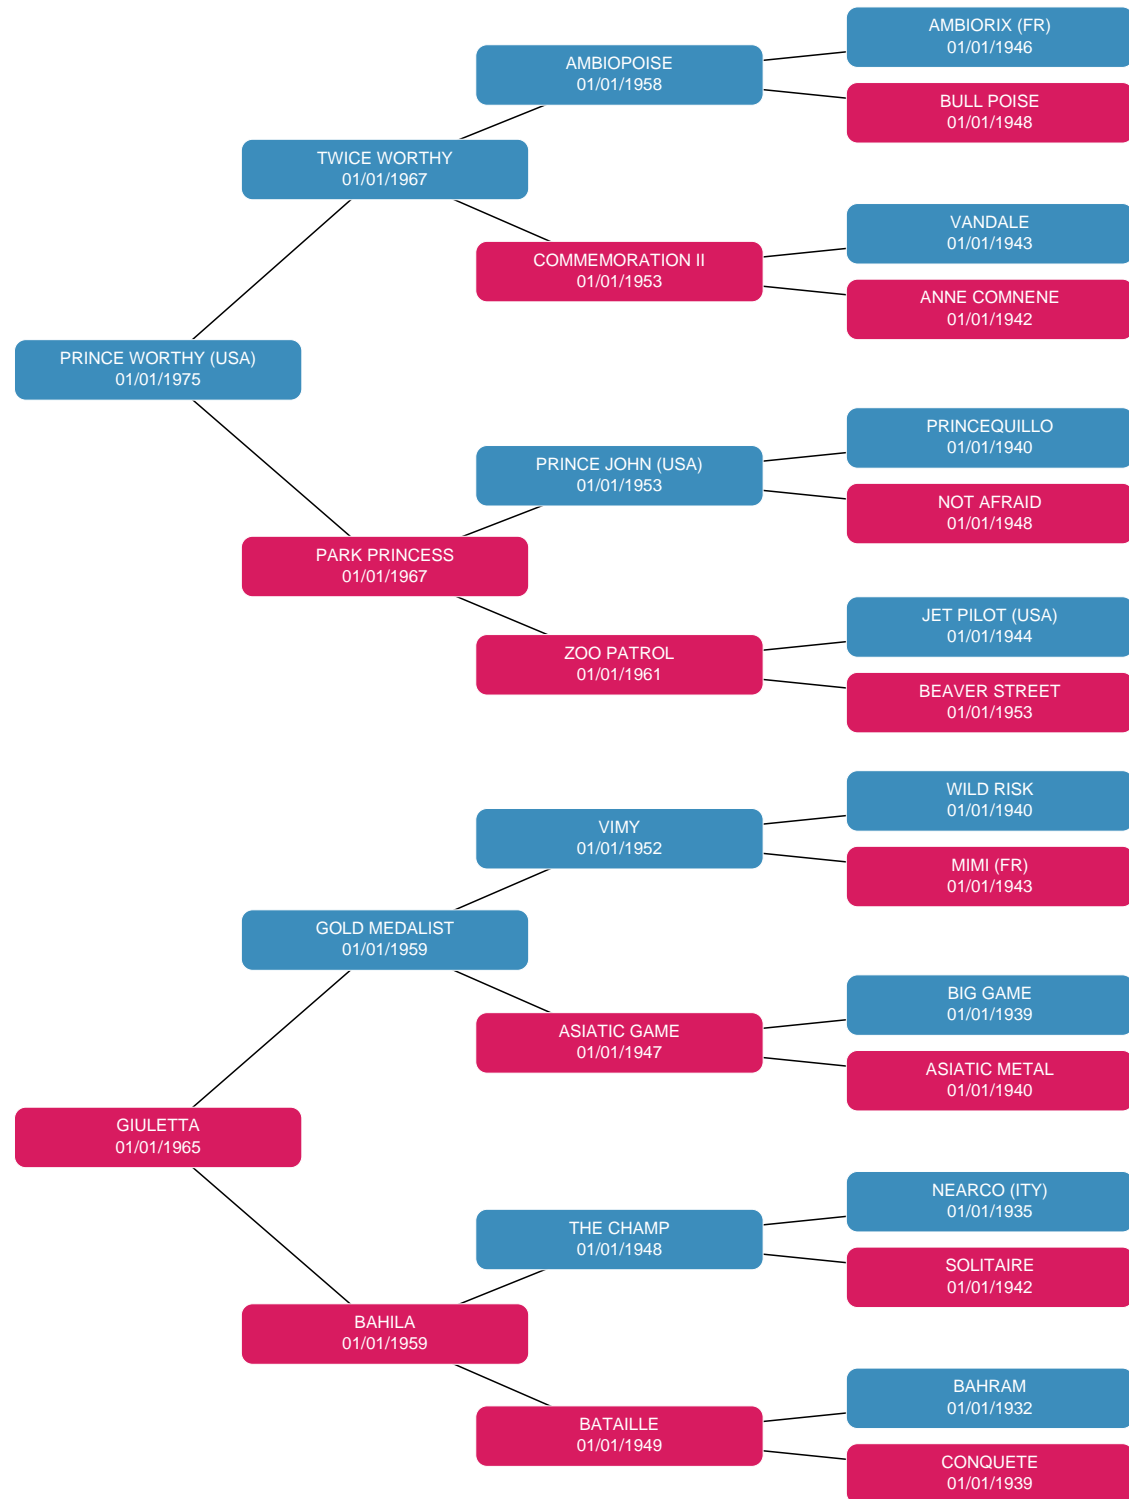 AMBIORIX (FR)
01/01/1946
AMBIOPOISE
01/01/1958
BULL POISE
01/01/1948
TWICE WORTHY
01/01/1967
VANDALE
01/01/1943
COMMEMORATION II
01/01/1953
ANNE COMNENE
01/01/1942
PRINCE WORTHY (USA)
01/01/1975
PRINCEQUILLO
01/01/1940
PRINCE JOHN (USA)
01/01/1953
NOT AFRAID
01/01/1948
PARK PRINCESS
01/01/1967
JET PILOT (USA)
01/01/1944
ZOO PATROL
01/01/1961
BEAVER STREET
01/01/1953
WILD RISK
01/01/1940
VIMY
01/01/1952
MIMI (FR)
01/01/1943
GOLD MEDALIST
01/01/1959
BIG GAME
01/01/1939
ASIATIC GAME
01/01/1947
ASIATIC METAL
01/01/1940
GIULETTA
01/01/1965
NEARCO (ITY)
01/01/1935
THE CHAMP
01/01/1948
SOLITAIRE
01/01/1942
BAHILA
01/01/1959
BAHRAM
01/01/1932
BATAILLE
01/01/1949
CONQUETE
01/01/1939